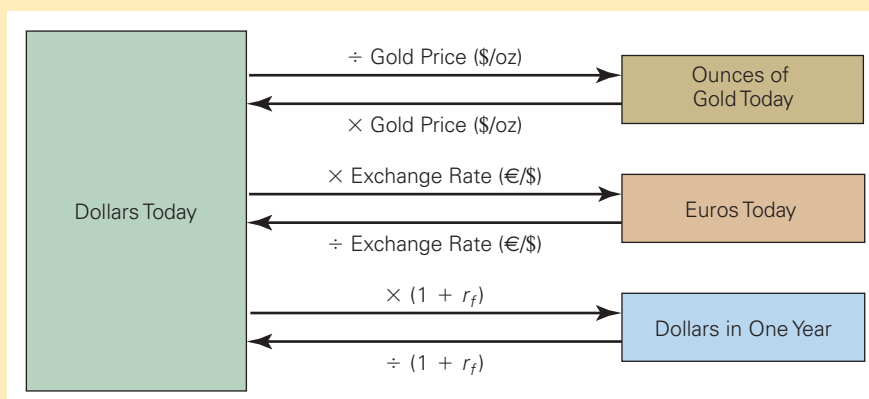 Dollars Today
÷ Gold Price ($/oz)
× Gold Price ($/oz)
Ounces of
Gold Today
× Exchange Rate (€/$)
÷ Exchange Rate (€/$)
Euros Today
× (1 + r_f)
÷ (1 + r_f)
Dollars in One Year